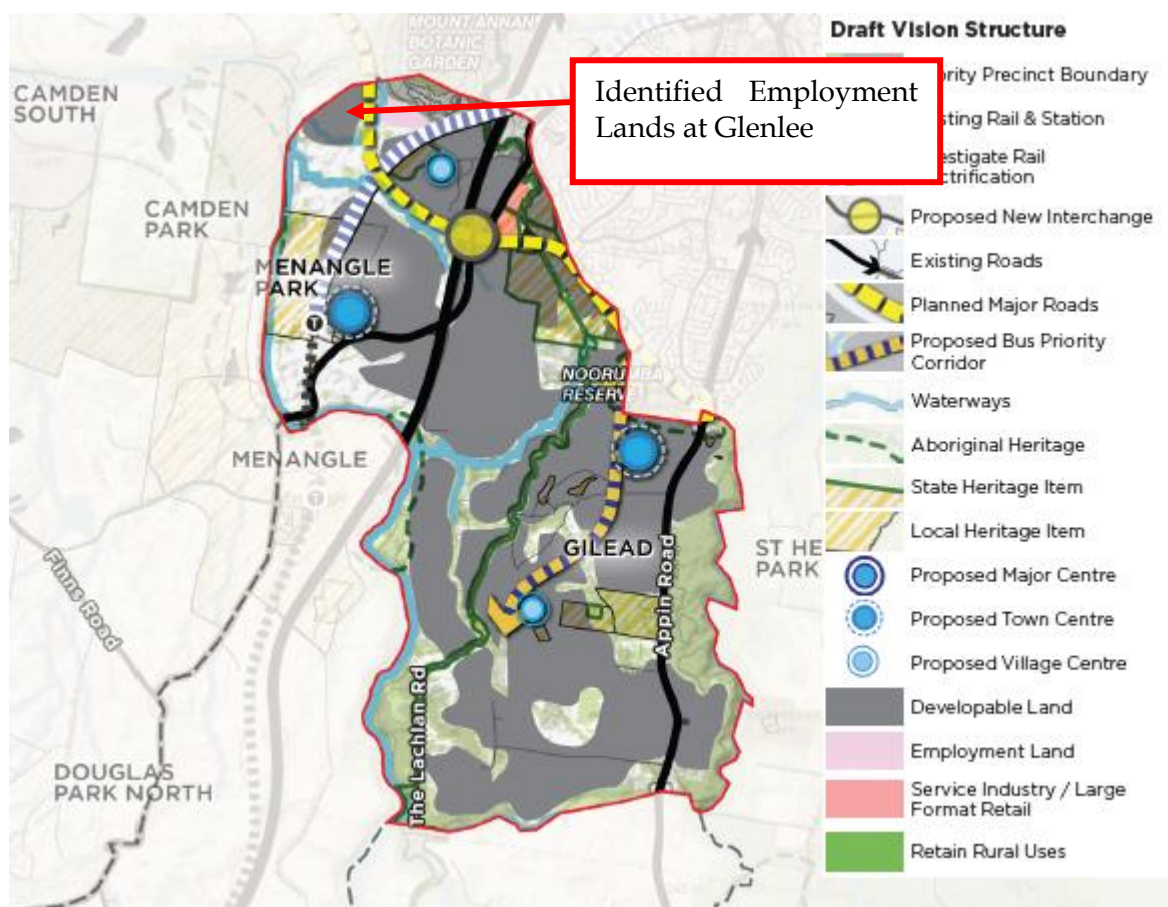 MOUNT ANNAN
BOTANIC
GARDEN
Draft Vision Structure
Identified Employment
Lands at Glenlee
ority Precinct Boundary
sting Rail & Station
estigate Rail
ctrification
Proposed New Interchange
Existing Roads
Planned Major Roads
Proposed Bus Priority
Corridor
Waterways
Aboriginal Heritage
State Heritage Item
Local Heritage Item
Proposed Major Centre
Proposed Town Centre
Proposed Village Centre
Developable Land
Employment Land
Service Industry / Large
Format Retail
Retain Rural Uses
CAMDEN
SOUTH
CAMDEN
PARK
MENANGLE
PARK
T
NOORUMBA
RESERVE
MENANGLE
T
GILEAD
ST HE
PARK
Appin Road
Finns Road
The Lachlan Rd
DOUGLAS
PARK NORTH